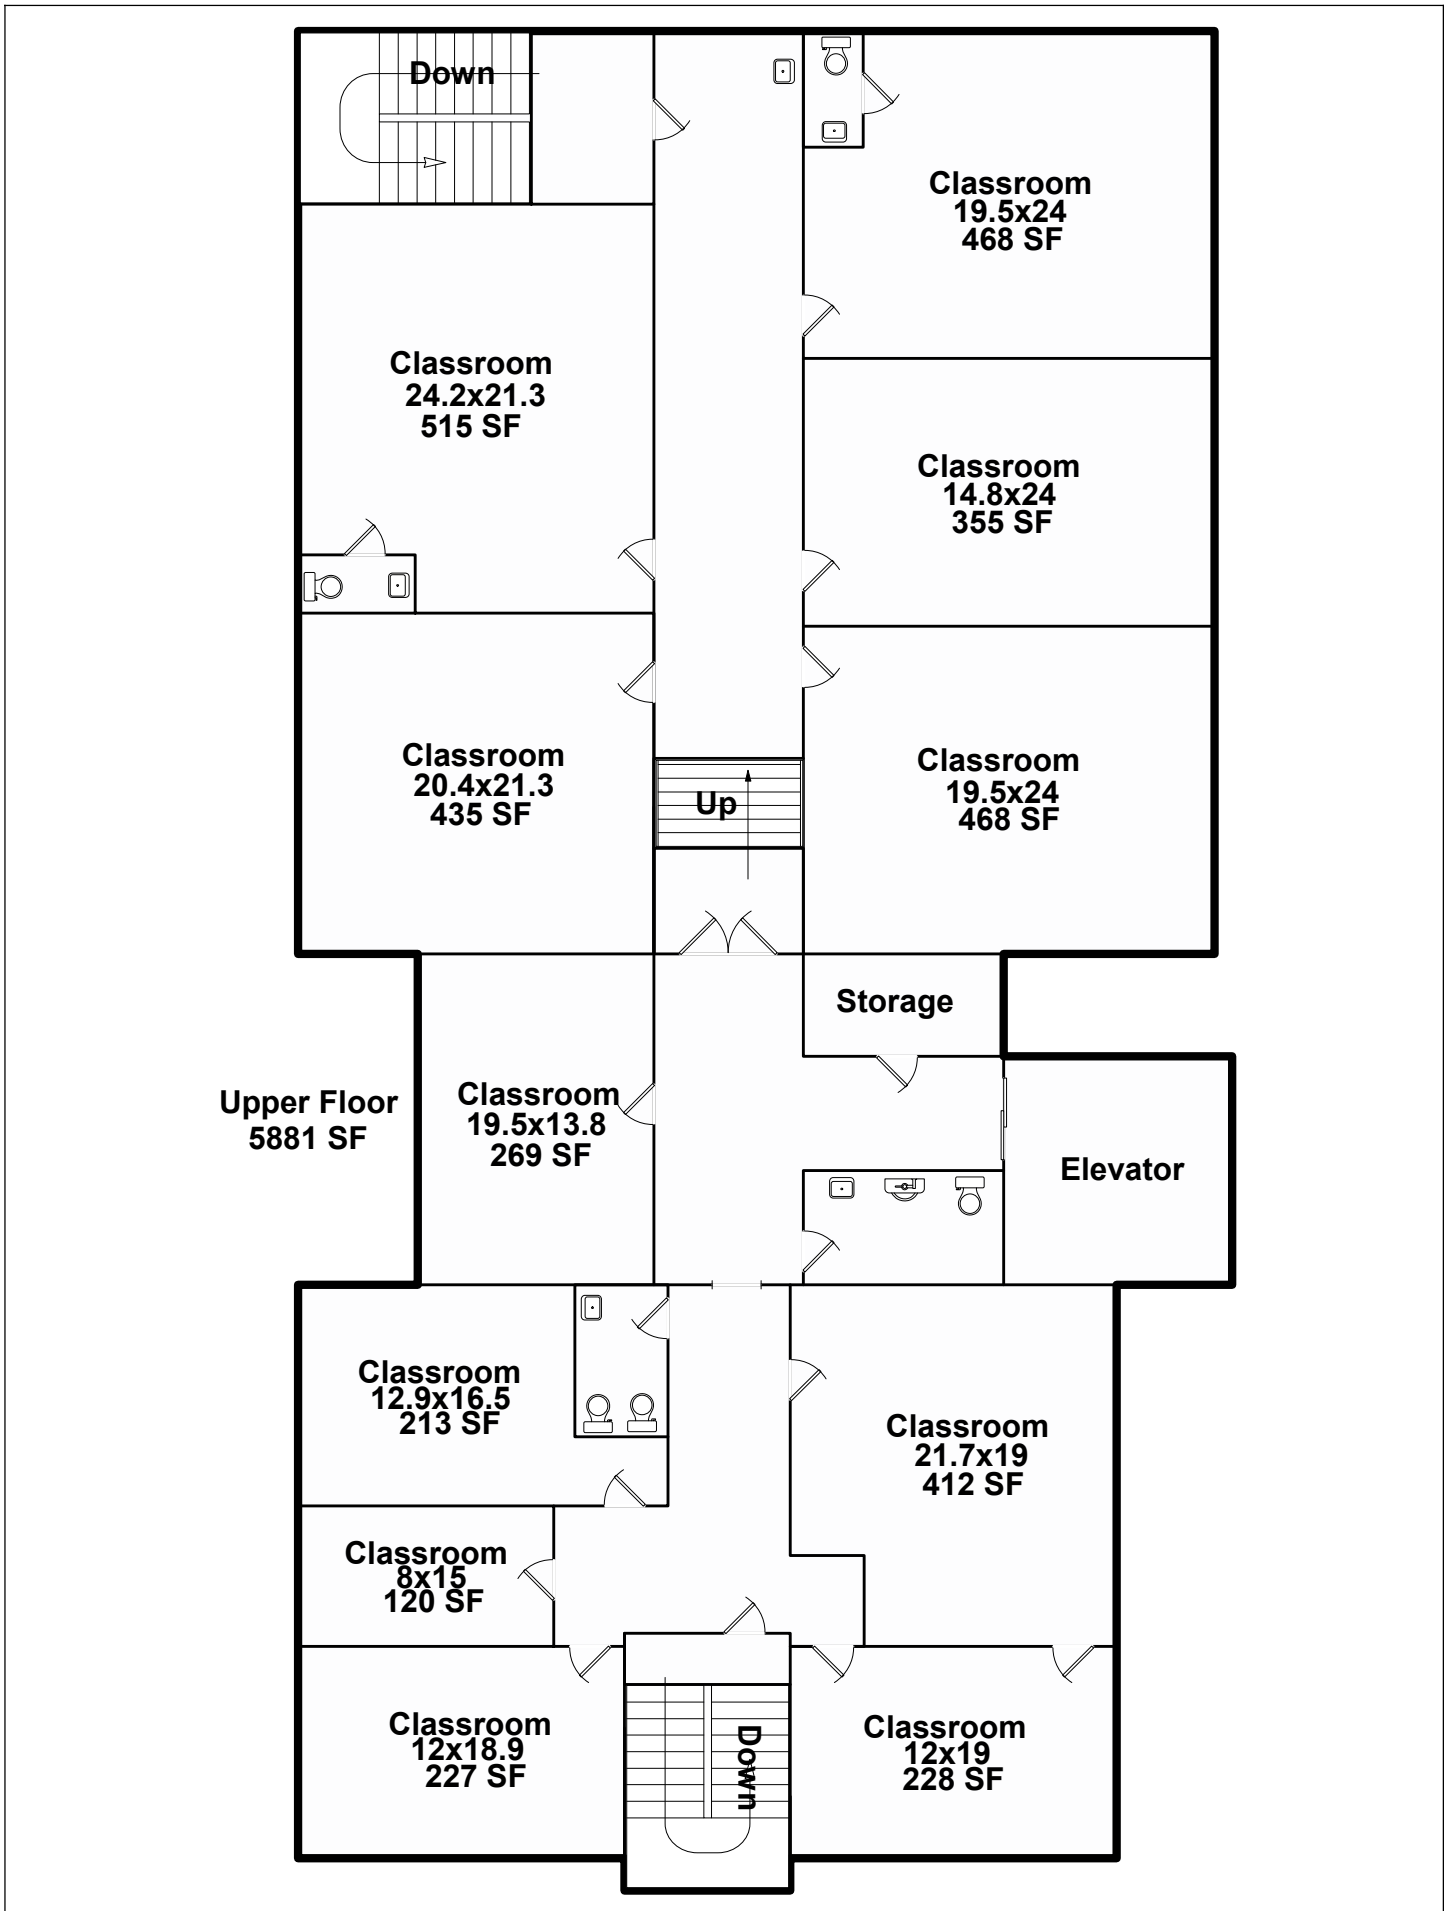 Down
Classroom
19.5x24
468 SF
Classroom
24.2x21.3
515 SF
Classroom
14.8x24
355 SF
Classroom
20.4x21.3
435 SF
Up
Classroom
19.5x24
468 SF
Storage
Upper Floor
5881 SF
Classroom
19.5x13.8
269 SF
Elevator
Classroom
12.9x16.5
213 SF
Classroom
21.7x19
412 SF
Classroom
8x15
120 SF
Classroom
12x18.9
227 SF
Down
Classroom
12x19
228 SF